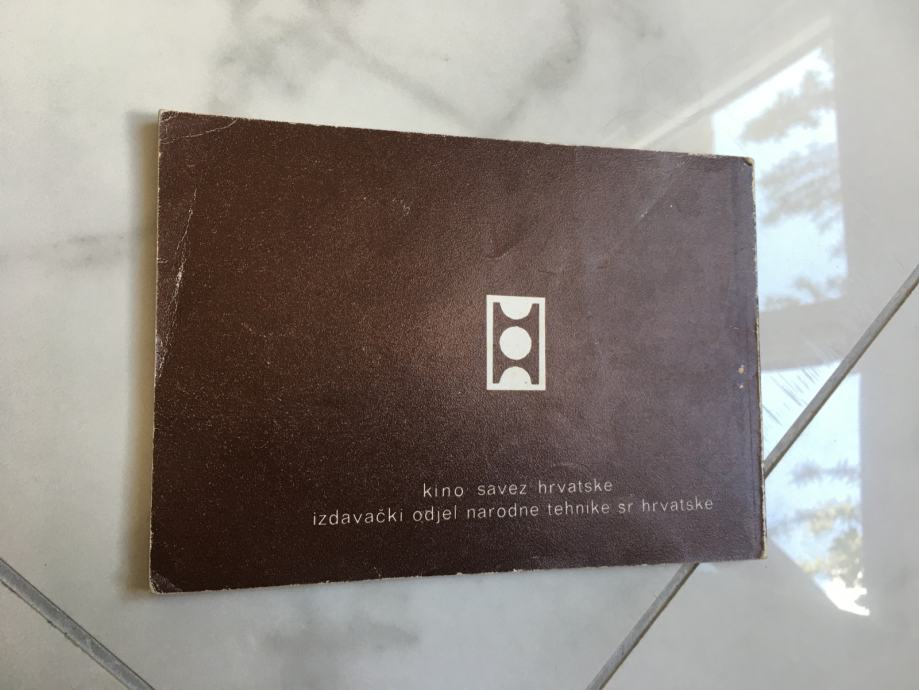 kino savez hrvatske
izdavački odjel narodne tehnike sr hrvatske